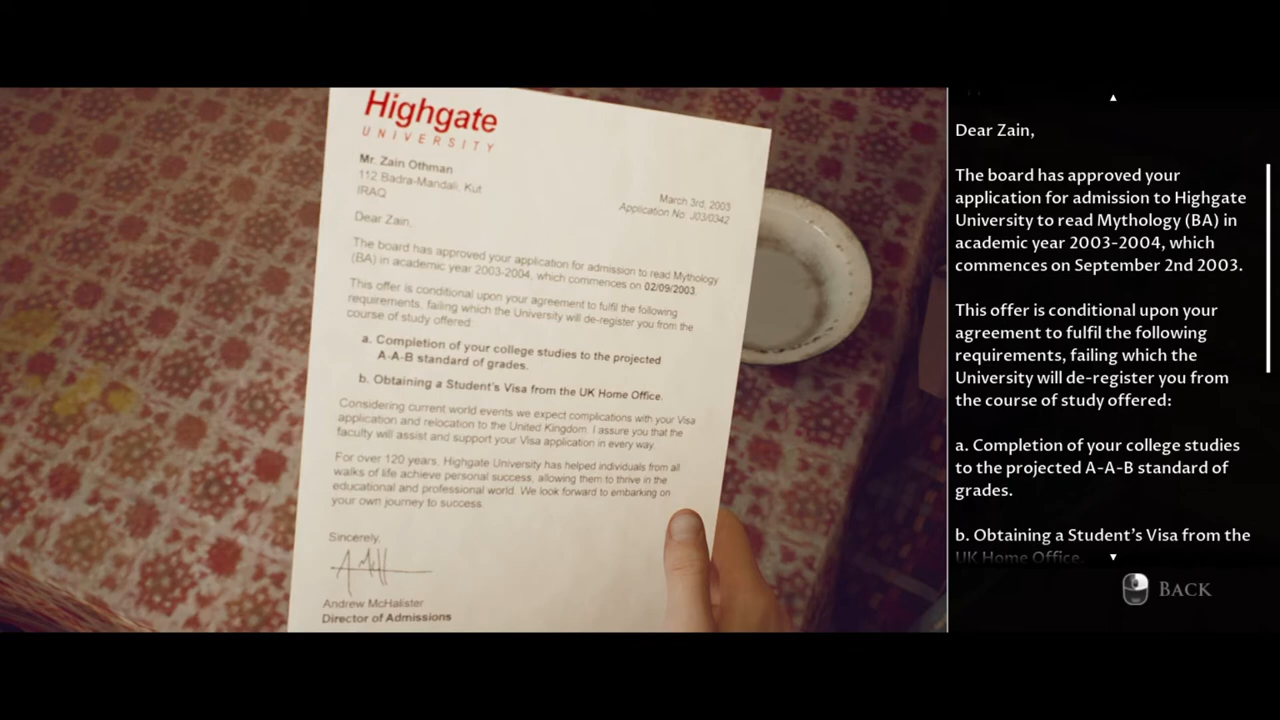 Highgate
UNIVERSITY
Mr. Zain Othman
112 Badra-Mandali, Kut
IRAQ
March 3rd, 2003
Application No: J03/0342
Dear Zain,
The board has approved your application for admission to read Mythology
(BA) in academic year 2003-2004, which commences on 02/09/2003.
This offer is conditional upon your agreement to fulfil the following
requirements, failing which the University will de-register you from the
course of study offered:
a. Completion of your college studies to the projected
A-A-B standard of grades.
b. Obtaining a Student's Visa from the UK Home Office.
Considering current world events we expect complications with your Visa
application and relocation to the United Kingdom. I assure you that the
faculty will assist and support your Visa application in every way.
For over 120 years, Highgate University has helped individuals from all
walks of life achieve personal success, allowing them to thrive in the
educational and professional world. We look forward to embarking on
your own journey to success.
Sincerely,
Andrew McHalister
Director of Admissions
Dear Zain,
The board has approved your
application for admission to Highgate
University to read Mythology (BA) in
academic year 2003-2004, which
commences on September 2nd 2003.
This offer is conditional upon your
agreement to fulfil the following
requirements, failing which the
University will de-register you from
the course of study offered:
a. Completion of your college studies
to the projected A-A-B standard of
grades.
b. Obtaining a Student's Visa from the
UK Home Office.
BACK